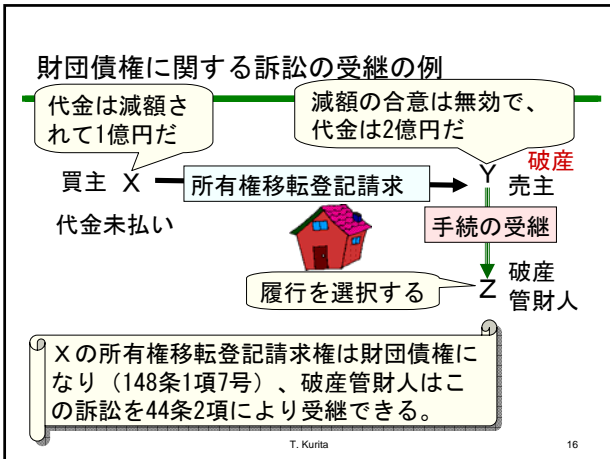 財団債権に関する訴訟の受継の例
代金は減額さ
れて1億円だ
減額の合意は無効で、
代金は2億円だ
買主 X
所有権移転登記請求
Y
破産
売主
代金未払い
手続の受継
履行を選択する
Z
破産
管財人
Xの所有権移転登記請求権は財団債権に
なり（148条1項7号）、破産管財人はこ
の訴訟を44条2項により受継できる。
T. Kurita
16